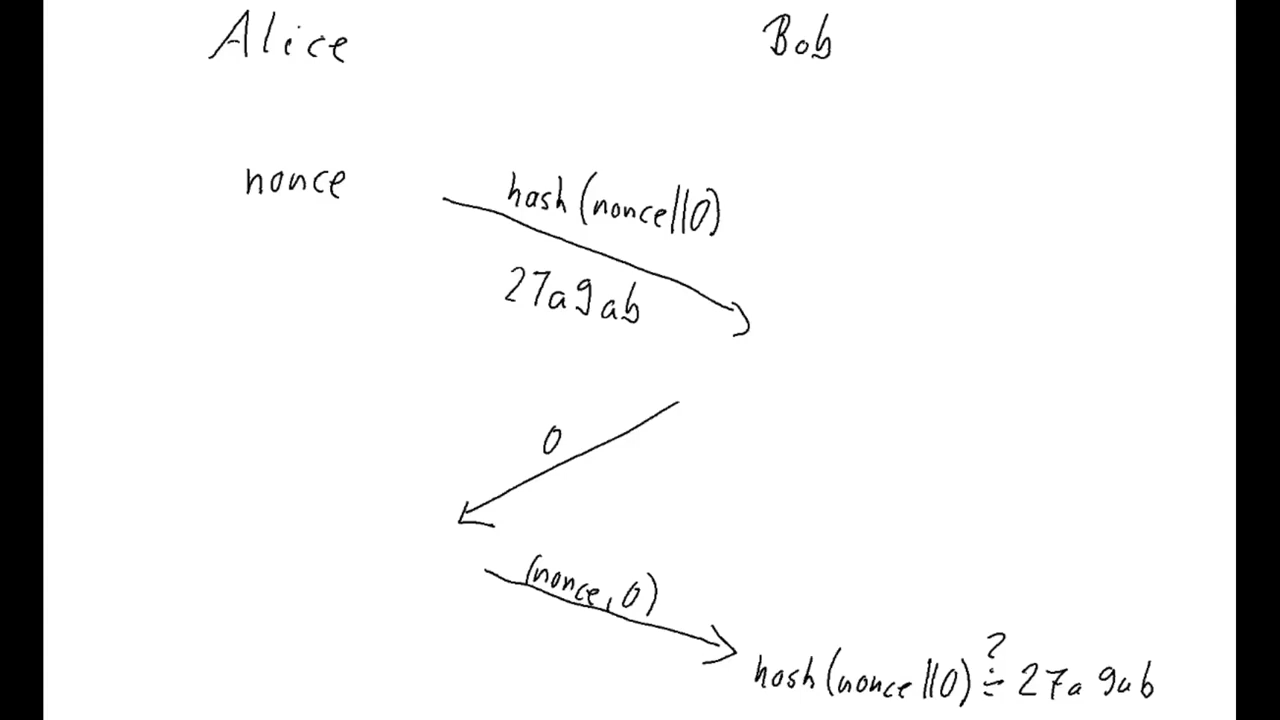 Alice
Bob
nonce
hash (nonce||0)
27a9ab
0
(nonce, 0)
hash (nonce ||0) ≟ 27a9ab